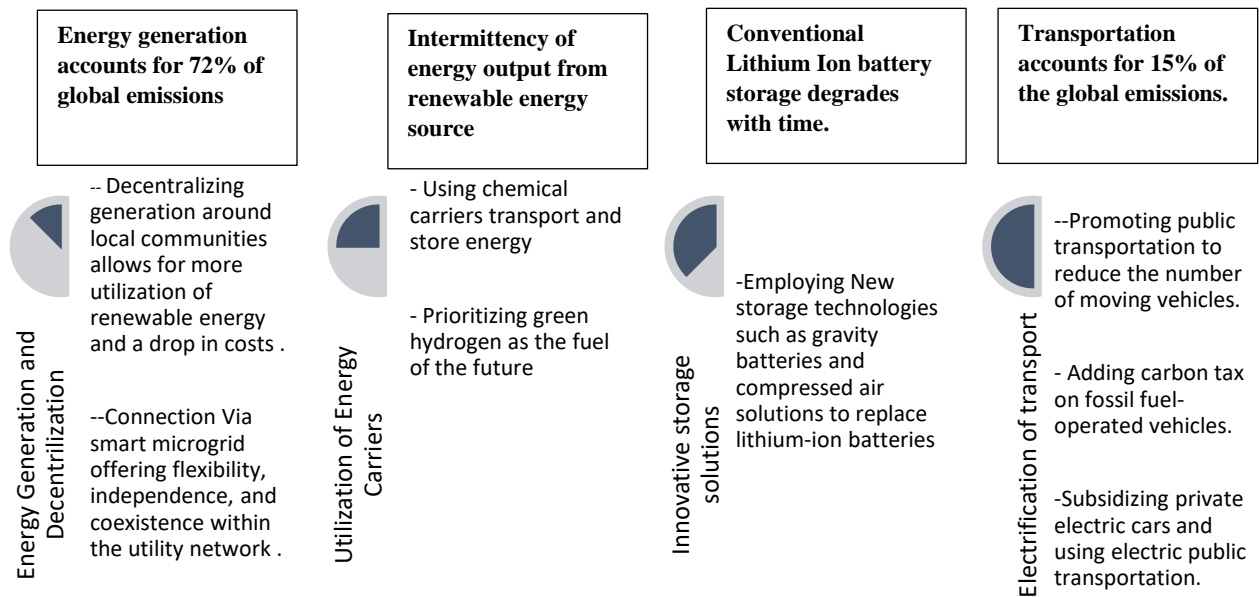 Energy generation
accounts for 72% of
global emissions
-- Decentralizing
generation around
local communities
allows for more
utilization of
renewable energy
and a drop in costs .
--Connection Via
smart microgrid
offering flexibility,
independence, and
coexistence within
the utility network .
Energy Generation and
Decentrilization
Intermittency of
energy output from
renewable energy
source
- Using chemical
carriers transport and
store energy
- Prioritizing green
hydrogen as the fuel
of the future
Utilization of Energy
Carriers
Conventional
Lithium Ion battery
storage degrades
with time.
-Employing New
storage technologies
such as gravity
batteries and
compressed air
solutions to replace
lithium-ion batteries
Innovative storage
solutions
Transportation
accounts for 15% of
the global emissions.
--Promoting public
transportation to
reduce the number
of moving vehicles.
- Adding carbon tax
on fossil fuel-
operated vehicles.
-Subsidizing private
electric cars and
using electric public
transportation.
Electrification of transport